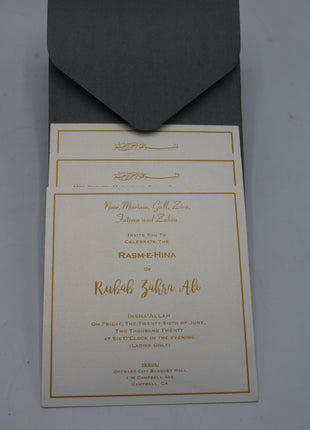 Noor, Mariam, Gull, Zira,
Fatima and Zahra
Invite You To
Celebrate The
Rasm-e-Hina
Of
Rubab Zahra Ali
Insha'Allah
On Friday, The Twenty-Sixth of June,
Two Thousand Twenty
At Six O'Clock in the evening
(Ladies Only)
Venue:
Orchard City Banquet Hall
1 W Campbell Ave
Campbell, CA